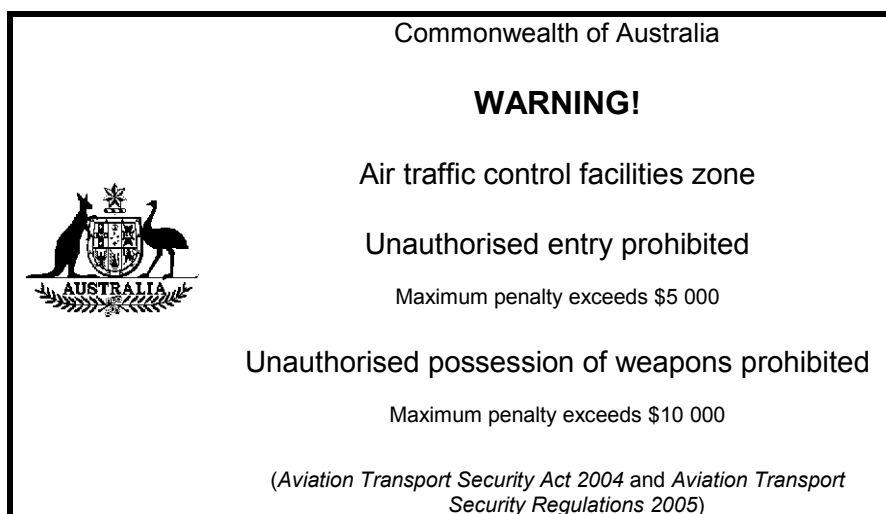 Commonwealth of Australia
WARNING!
Air traffic control facilities zone
Unauthorised entry prohibited
AUSTRALIA
Maximum penalty exceeds $5 000
Unauthorised possession of weapons prohibited
Maximum penalty exceeds $10 000
(Aviation Transport Security Act 2004 and Aviation Transport
Security Regulations 2005)